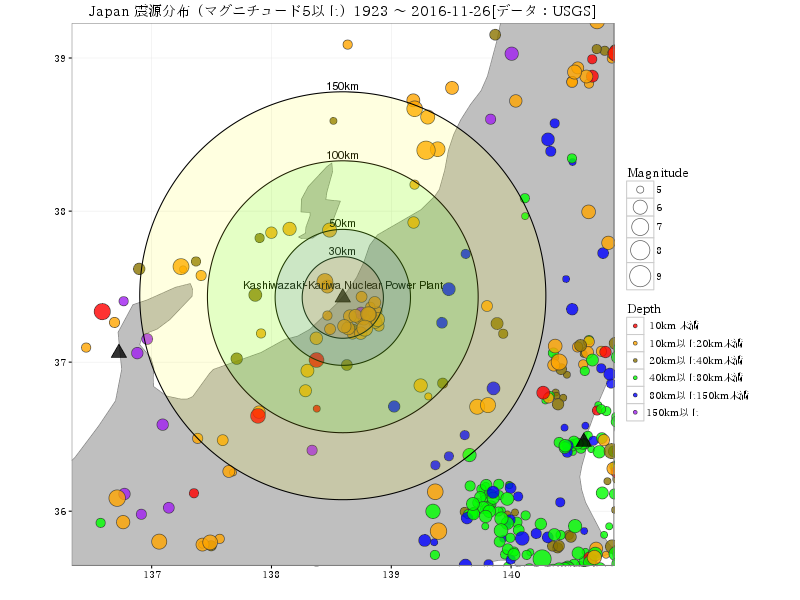 Japan 震源分布（マグニチュード5以上）1923 ～ 2016-11-26[データ：USGS]
39
38
37
36
137
138
139
140
150km
100km
50km
30km
Kashiwazaki-Kariwa Nuclear Power Plant
Magnitude
5
6
7
8
9
Depth
10km 未満
10km以上20km未満
20km以上40km未満
40km以上80km未満
80km以上150km未満
150km以上